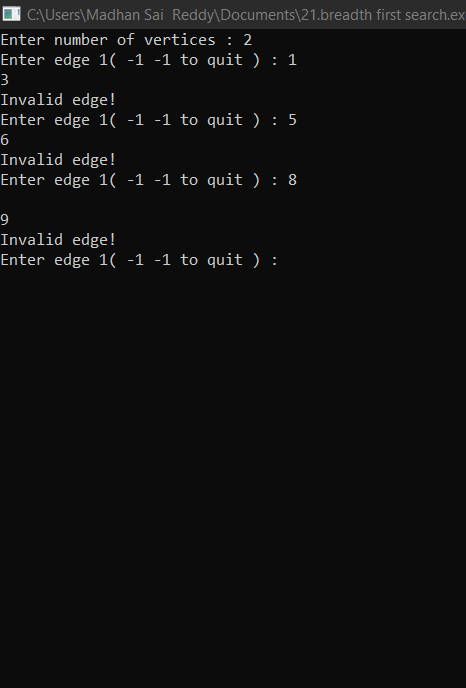 C:\Users\Madhan Sai  Reddy\Documents\21.breadth first search.ex
Enter number of vertices : 2
Enter edge 1( -1 -1 to quit ) : 1
3
Invalid edge!
Enter edge 1( -1 -1 to quit ) : 5
6
Invalid edge!
Enter edge 1( -1 -1 to quit ) : 8
9
Invalid edge!
Enter edge 1( -1 -1 to quit ) :